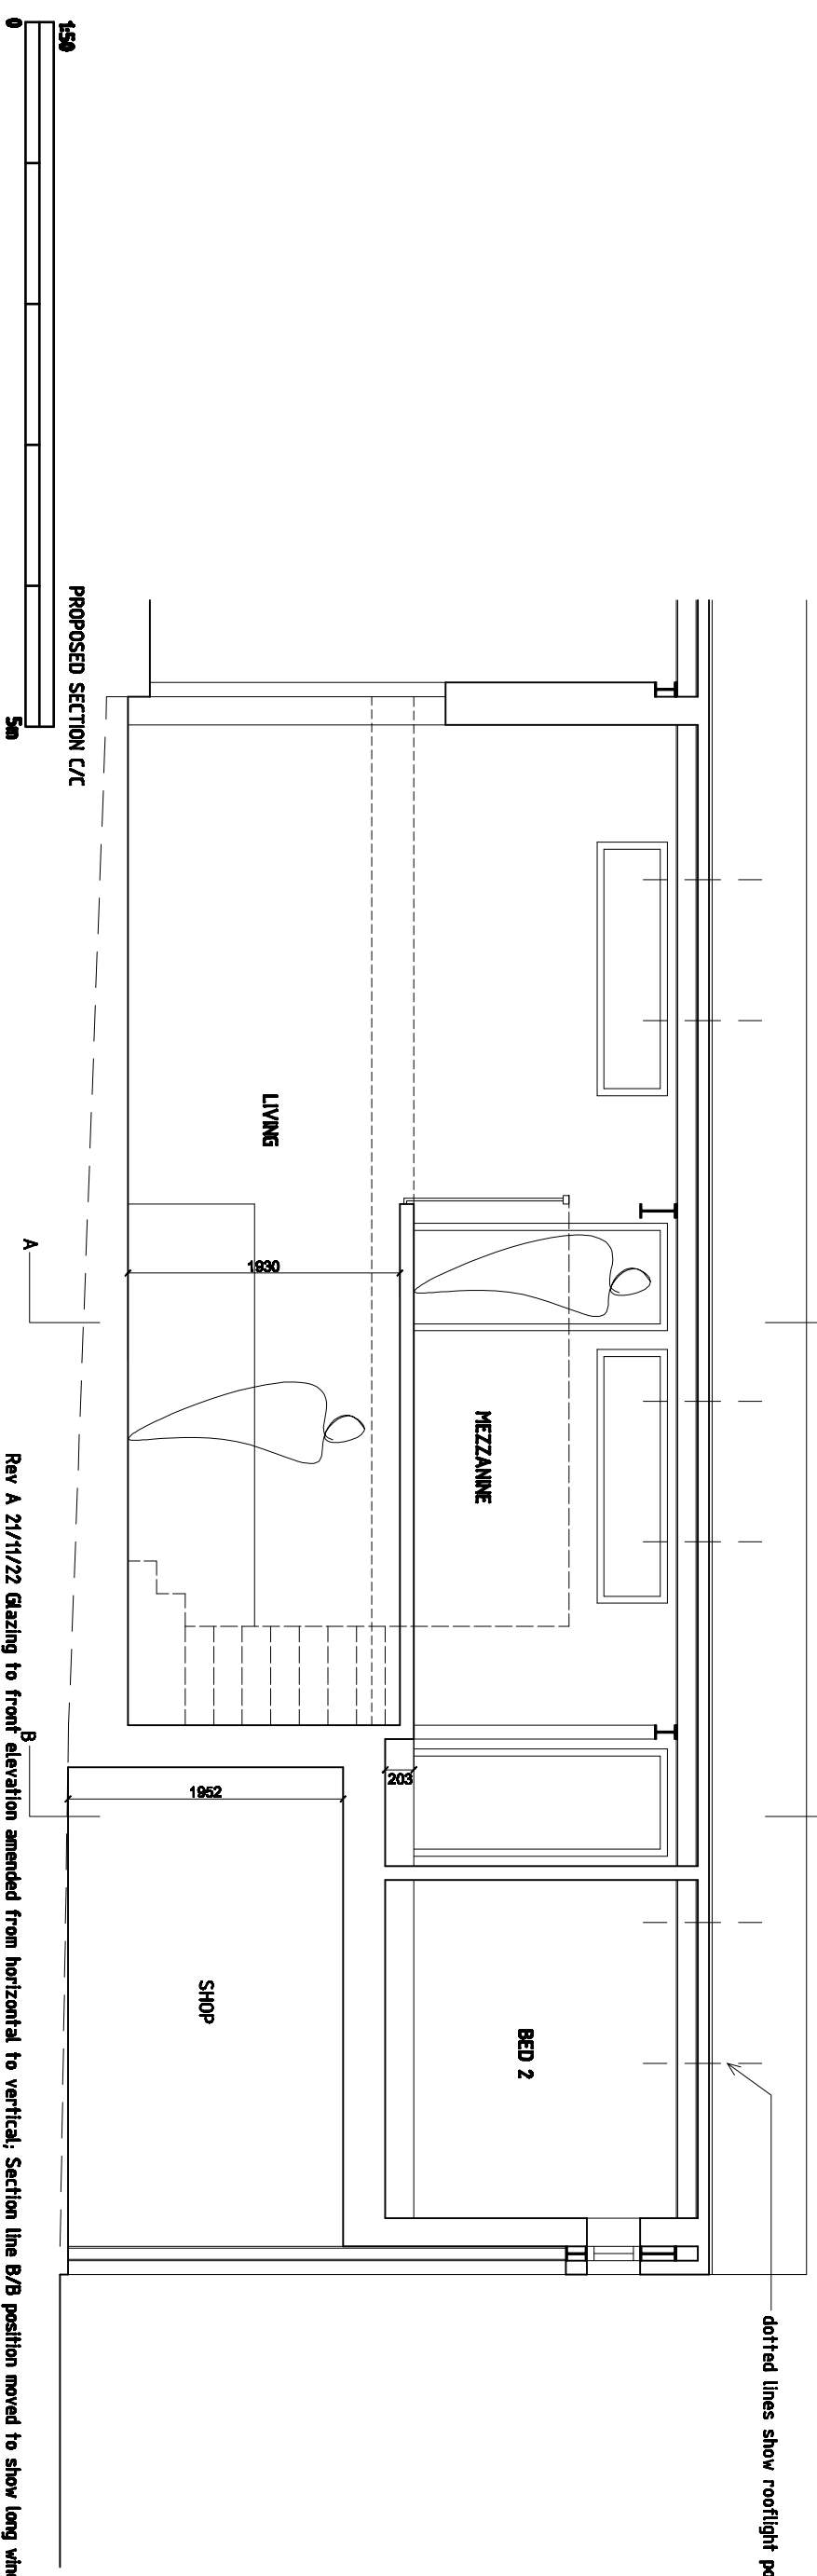 dotted lines show rooflight
BED 2
MEZZANINE
203
LIVING
1930
SHOP
1952
PROPOSED SECTION C/C
1:50
0
5m
A
B
Rev A 21/11/22 Glazing to front elevation amended from horizontal to vertical; Section line B/B position moved to show long